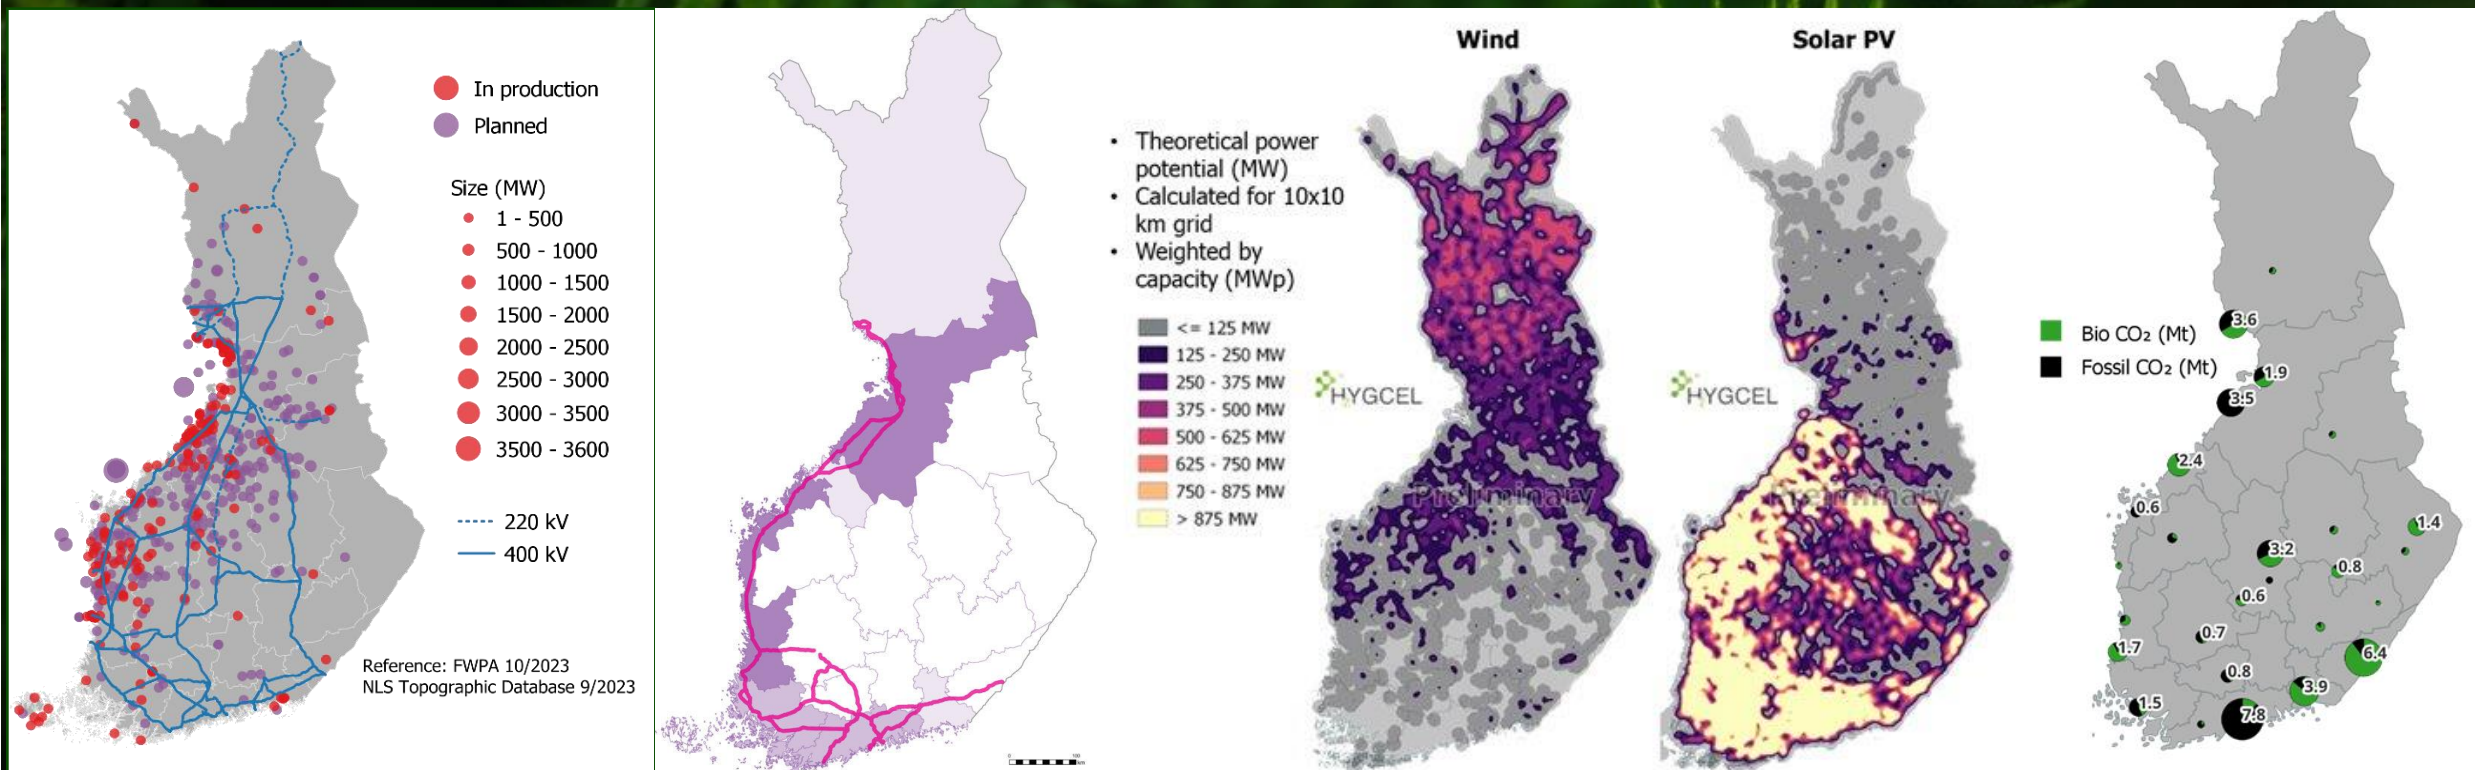 In production
Planned
Size (MW)
1 - 500
500 - 1000
1000 - 1500
1500 - 2000
2000 - 2500
2500 - 3000
3000 - 3500
3500 - 3600
220 kV
400 kV
Reference: FWPA 10/2023
NLS Topographic Database 9/2023
0 100
km
• Theoretical power
potential (MW)
• Calculated for 10x10
km grid
• Weighted by
capacity (MWp)
<= 125 MW
125 - 250 MW
250 - 375 MW
375 - 500 MW
500 - 625 MW
625 - 750 MW
750 - 875 MW
> 875 MW
Wind
HYGCEL
Preliminary
Solar PV
HYGCEL
Preliminary
Bio CO₂ (Mt)
Fossil CO₂ (Mt)
3.6
1.9
3.5
2.4
0.6
1.4
3.2
0.8
0.6
0.7
1.7
6.4
0.8
3.9
1.5
7.8